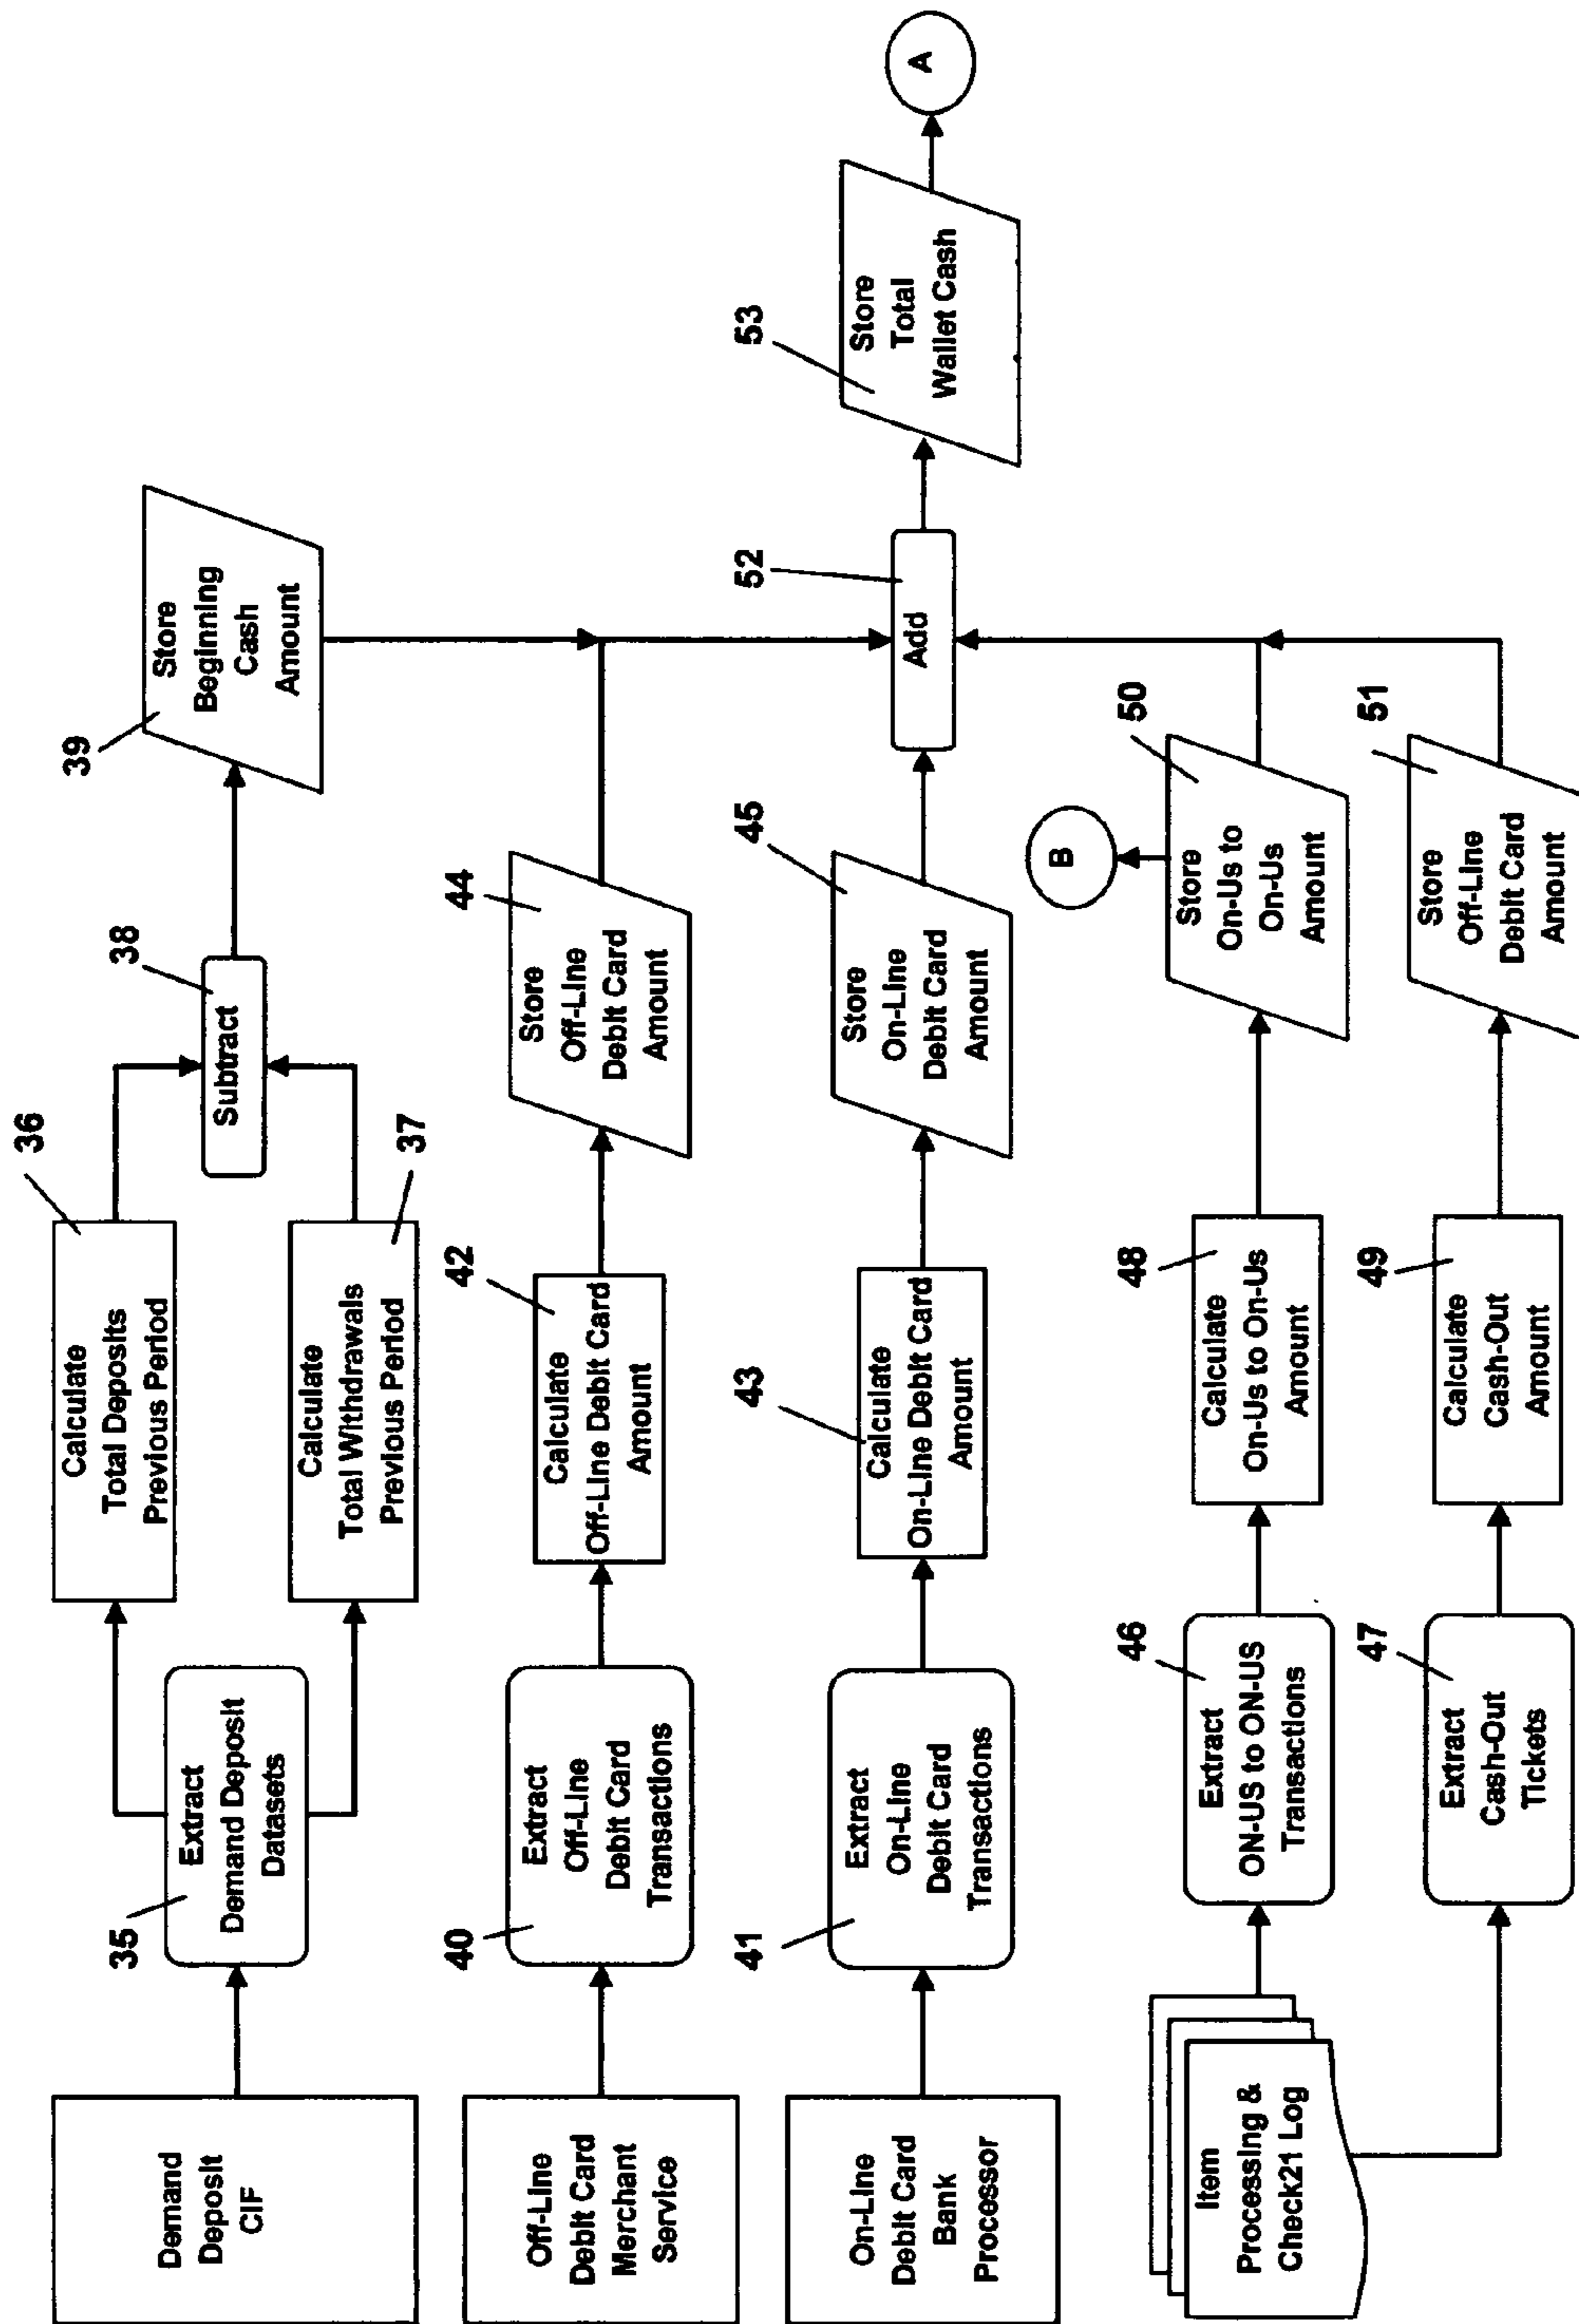 Demand
Deposit
CIF
35
Extract
Demand Deposit
Datasets
36
Calculate
Total Deposits
Previous Period
37
Calculate
Total Withdrawals
Previous Period
38
Subtract
39
Store
Beginning
Cash
Amount
Off-Line
Debit Card
Merchant
Service
40
Extract
Off-Line
Debit Card
Transactions
42
Calculate
Off-Line Debit Card
Amount
44
Store
Off-Line
Debit Card
Amount
On-Line
Debit Card
Bank
Processor
41
Extract
On-Line
Debit Card
Transactions
43
Calculate
On-Line Debit Card
Amount
45
Store
On-Line
Debit Card
Amount
52
Add
53
Store
Total
Wallet Cash
A
Item
Processing &
Check21 Log
46
Extract
ON-US to ON-US
Transactions
48
Calculate
On-Us to On-Us
Amount
B
50
Store
On-Us to
On-Us
Amount
47
Extract
Cash-Out
Tickets
49
Calculate
Cash-Out
Amount
51
Store
Off-Line
Debit Card
Amount